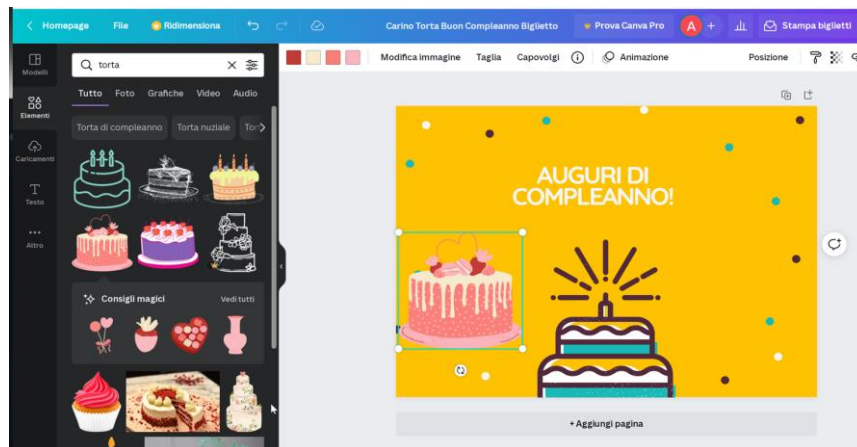 Homepage File Ridimensiona Carino Torta Buon Compleanno Biglietto Prova Canva Pro A + Stampa biglietti
Modelli
Elementi
Caricamenti
Testo
Altro
torta
Tutto Foto Grafiche Video Audio
Torta di compleanno Torta nuziale Tor
Consigli magici Vedi tutti
Modifica immagine Taglia Capovolgi Animazione Posizione
AUGURI DI
COMPLEANNO!
+ Aggiungi pagina